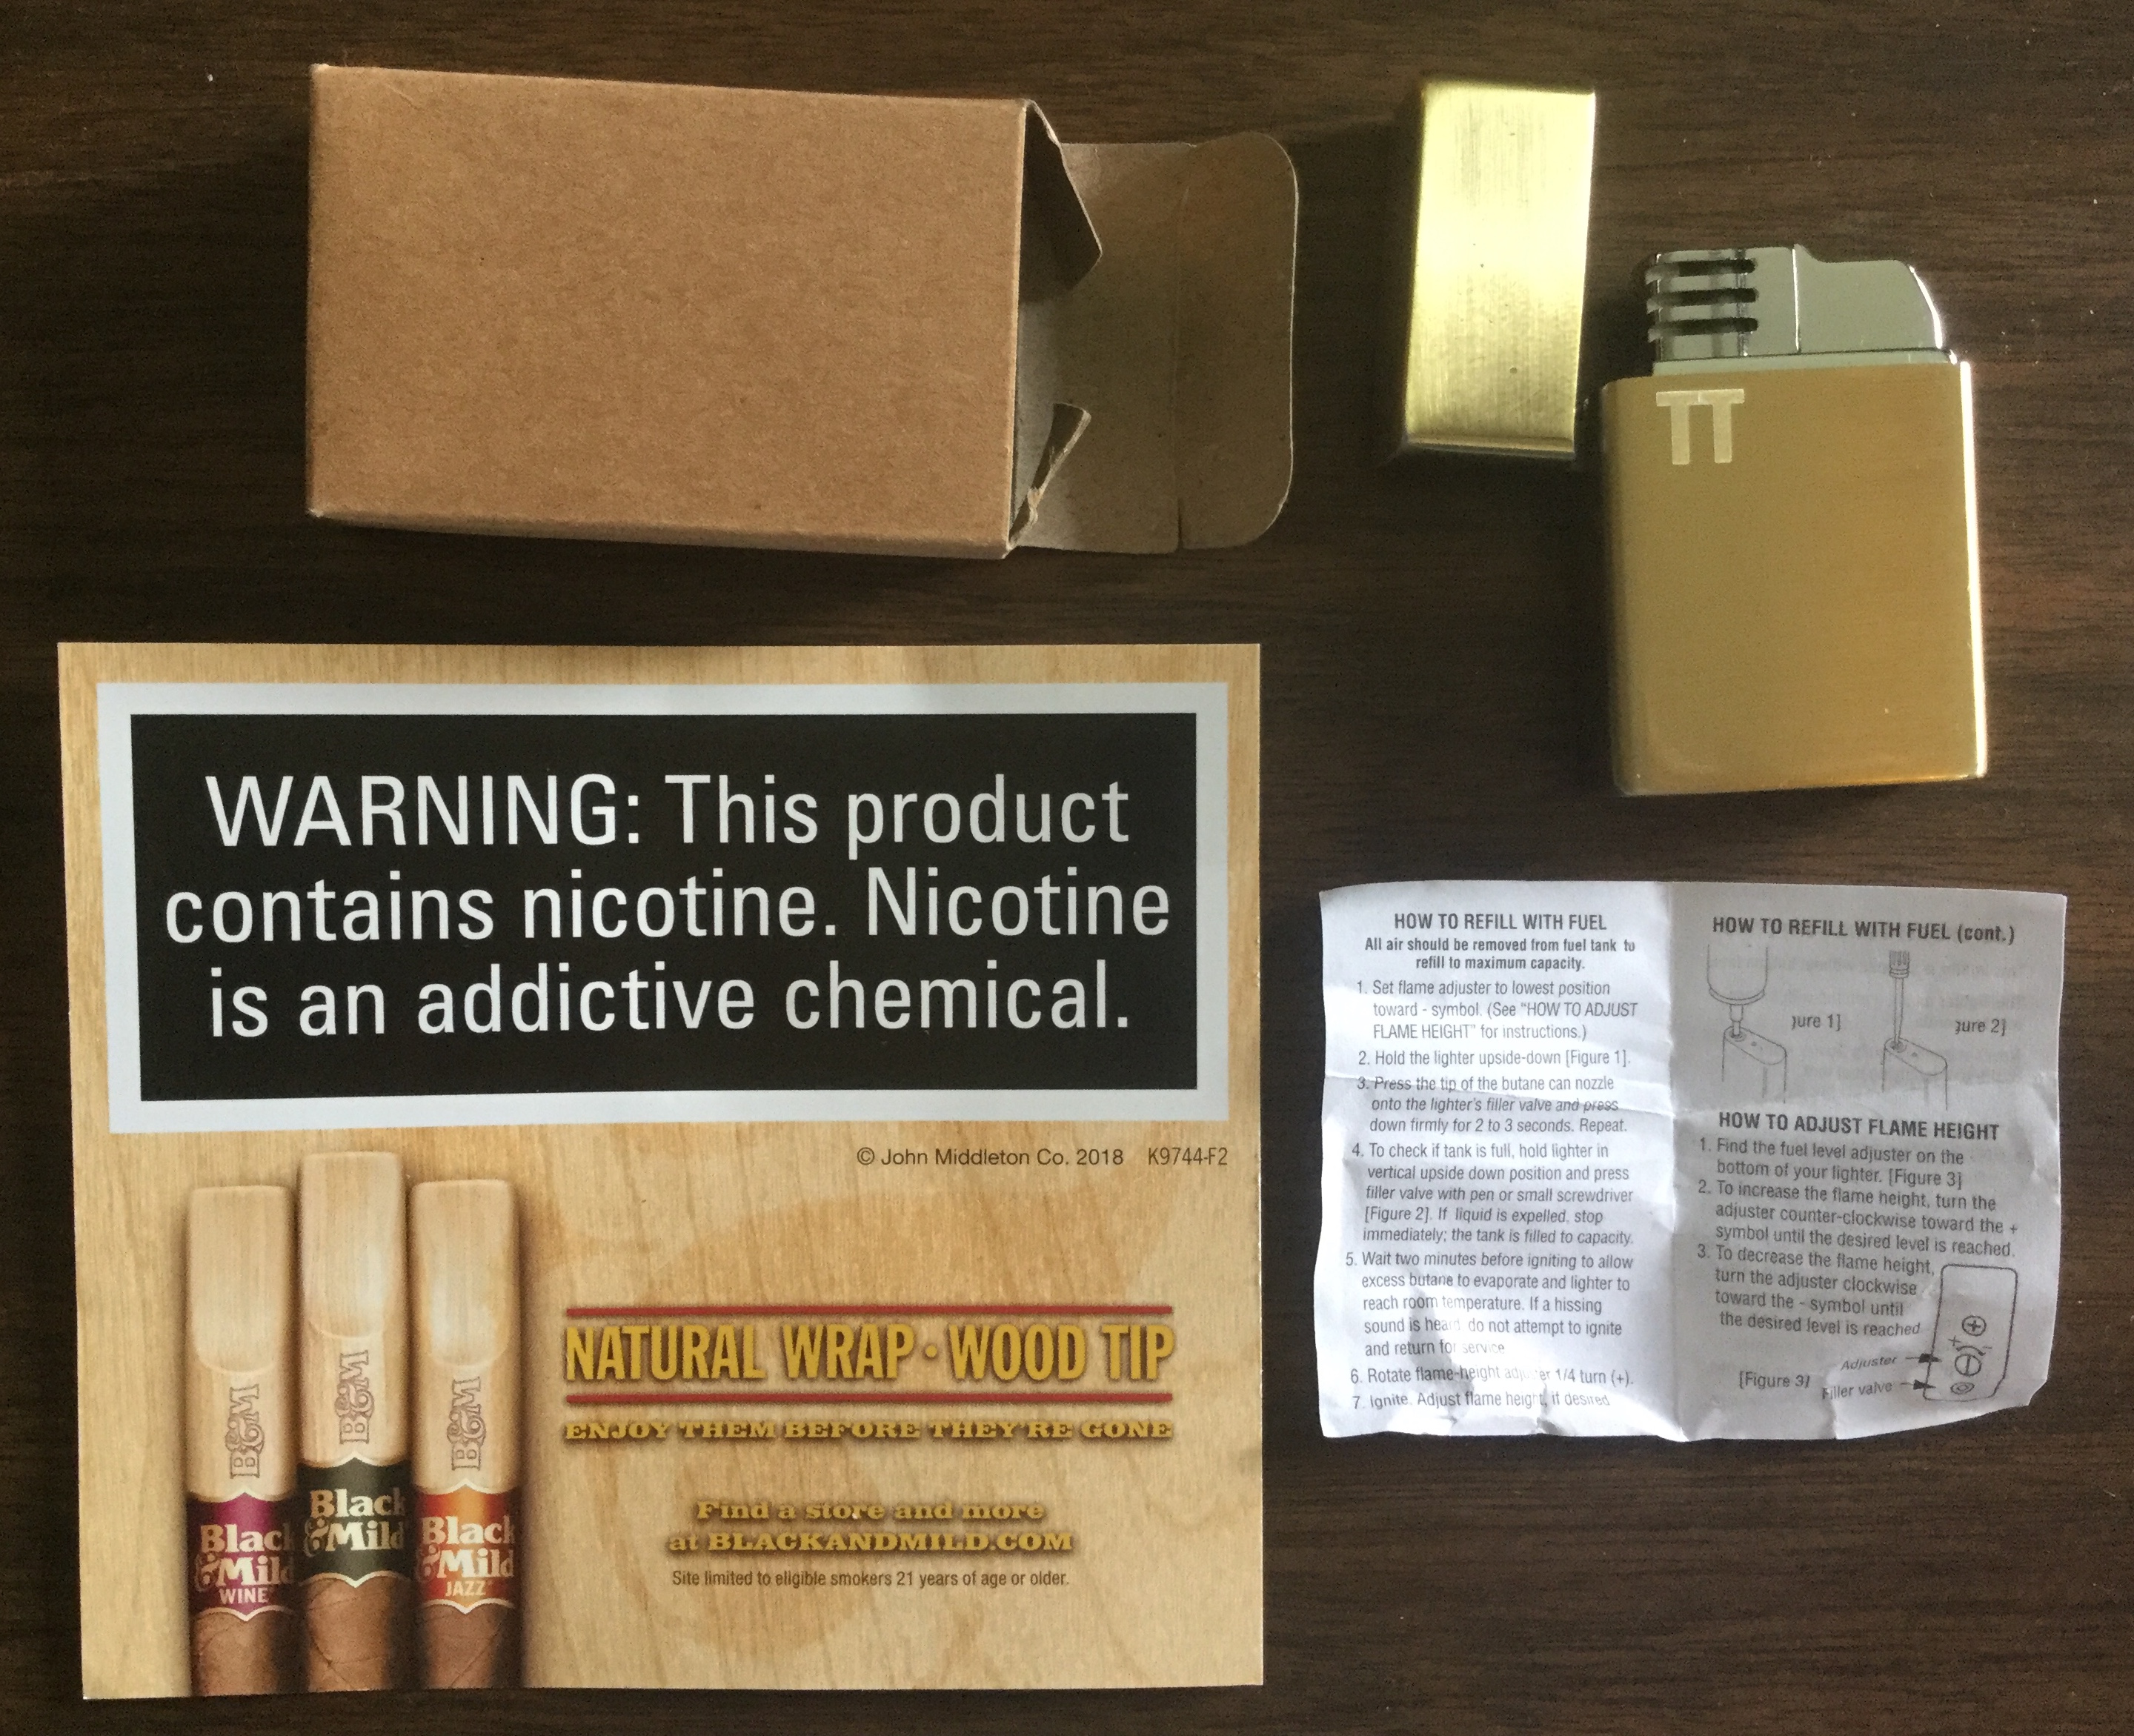 TT
WARNING: This product
contains nicotine. Nicotine
is an addictive chemical.
© John Middleton Co. 2018 K9744-F2
B&M
B&M
B&M
Black
&Mild
WINE
Black
&Mild
Black
&Mild
JAZZ
NATURAL WRAP · WOOD TIP
ENJOY THEM BEFORE THEY'RE GONE
Find a store and more
at BLACKANDMILD.COM
Site limited to eligible smokers 21 years of age or older.
HOW TO REFILL WITH FUEL
All air should be removed from fuel tank to
refill to maximum capacity.
1. Set flame adjuster to lowest position
toward - symbol. (See "HOW TO ADJUST
FLAME HEIGHT" for instructions.)
2. Hold the lighter upside-down [Figure 1].
3. Press the tip of the butane can nozzle
onto the lighter's filler valve and press
down firmly for 2 to 3 seconds. Repeat.
4. To check if tank is full, hold lighter in
vertical upside down position and press
filler valve with pen or small screwdriver
[Figure 2]. If liquid is expelled, stop
immediately; the tank is filled to capacity.
5. Wait two minutes before igniting to allow
excess butane to evaporate and lighter to
reach room temperature. If a hissing
sound is heard do not attempt to ignite
and return for service
6. Rotate flame-height adjuster 1/4 turn (+).
7. Ignite. Adjust flame height, if desired
HOW TO REFILL WITH FUEL (cont.)
ure 1]
ure 2]
HOW TO ADJUST FLAME HEIGHT
1. Find the fuel level adjuster on the
bottom of your lighter. [Figure 3]
2. To increase the flame height, turn the
adjuster counter-clockwise toward the +
symbol until the desired level is reached.
3. To decrease the flame height,
turn the adjuster clockwise
toward the - symbol until
the desired level is reached
+ -
Adjuster
[Figure 3]
Filler valve